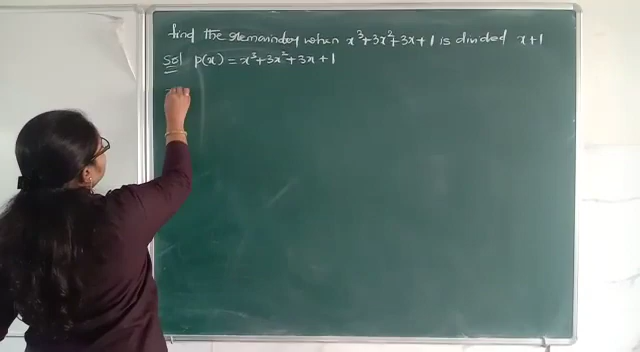 find the remainder when x³+3x²+3x+1 is divided x+1
Sol p(x) = x³+3x²+3x+1
=